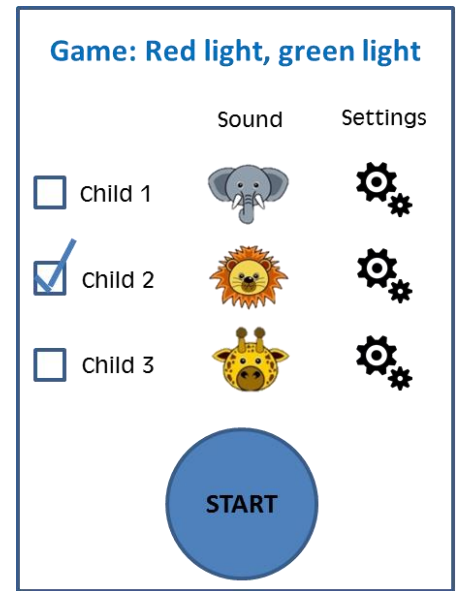 Game: Red light, green light
Sound Settings
Child 1
Child 2
Child 3
START